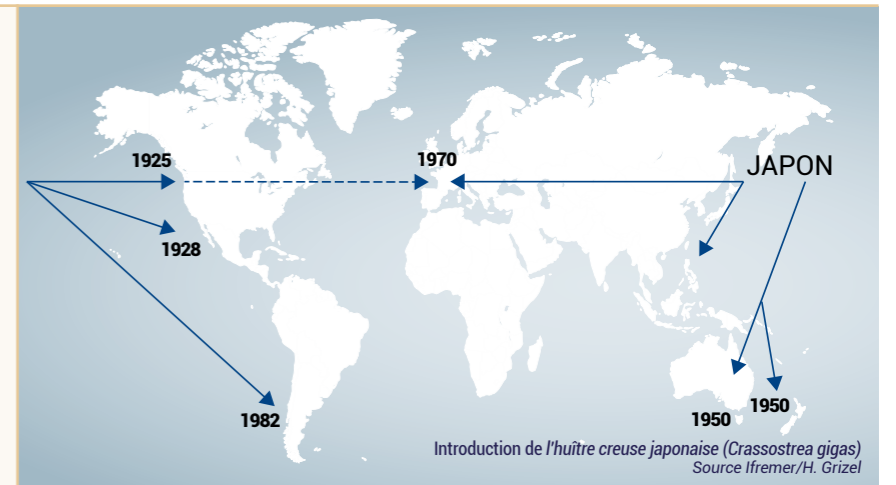 1925
1970
JAPON
1928
1950
1982
1950
Introduction de l'huître creuse japonaise (Crassostrea gigas)
Source Ifremer/H. Grizel